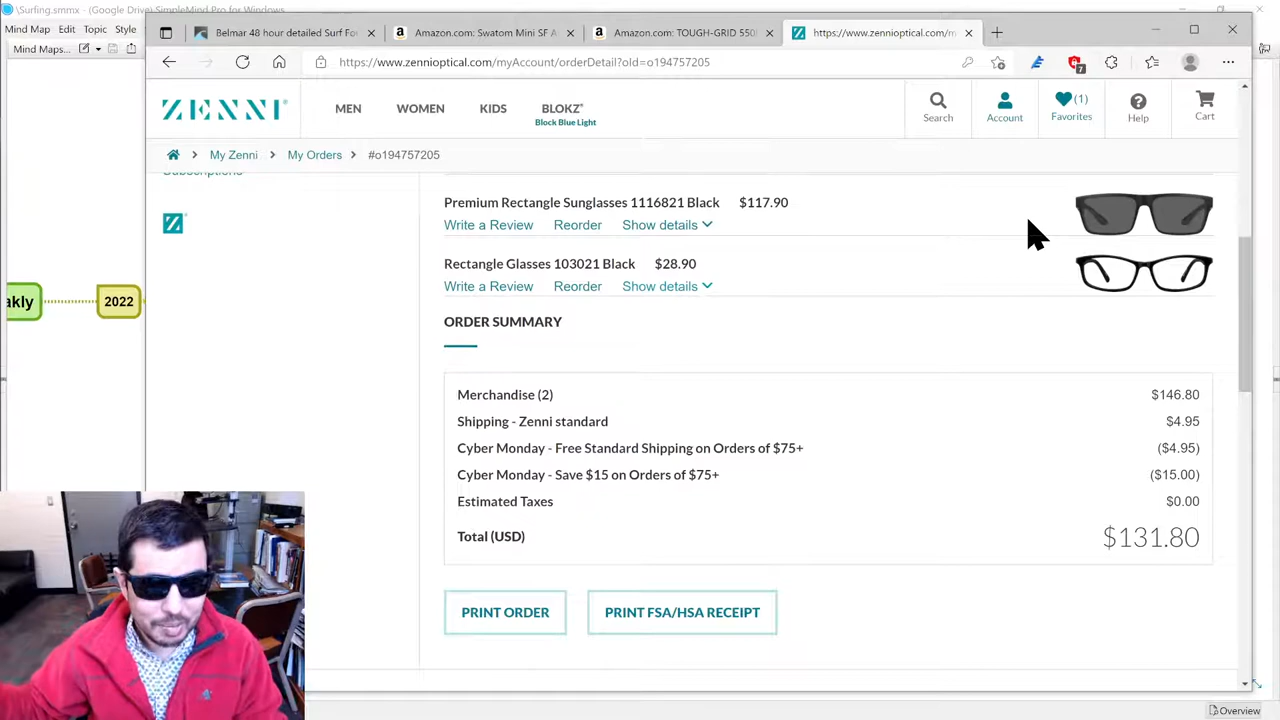 \Surfing.smmx - (Google Drive) SimpleMind Pro for Windows
Mind Map Edit Topic Style
Mind Maps...
Belmar 48 hour detailed Surf Fo
Amazon.com: Swatom Mini SF A
Amazon.com: TOUGH-GRID 550l
https://www.zennioptical.com/m
https://www.zennioptical.com/myAccount/orderDetail?oId=o194757205
7
ZENNI
MEN
WOMEN
KIDS
BLOKZ®
Block Blue Light
Search
Account
(1)
Favorites
Help
Cart
My Zenni
My Orders
#o194757205
Subscriptions
Z
Premium Rectangle Sunglasses 1116821 Black $117.90
Write a Review Reorder Show details
Rectangle Glasses 103021 Black $28.90
Write a Review Reorder Show details
akly
2022
ORDER SUMMARY
Merchandise (2) $146.80
Shipping - Zenni standard $4.95
Cyber Monday - Free Standard Shipping on Orders of $75+ ($4.95)
Cyber Monday - Save $15 on Orders of $75+ ($15.00)
Estimated Taxes $0.00
Total (USD) $131.80
PRINT ORDER
PRINT FSA/HSA RECEIPT
Overview